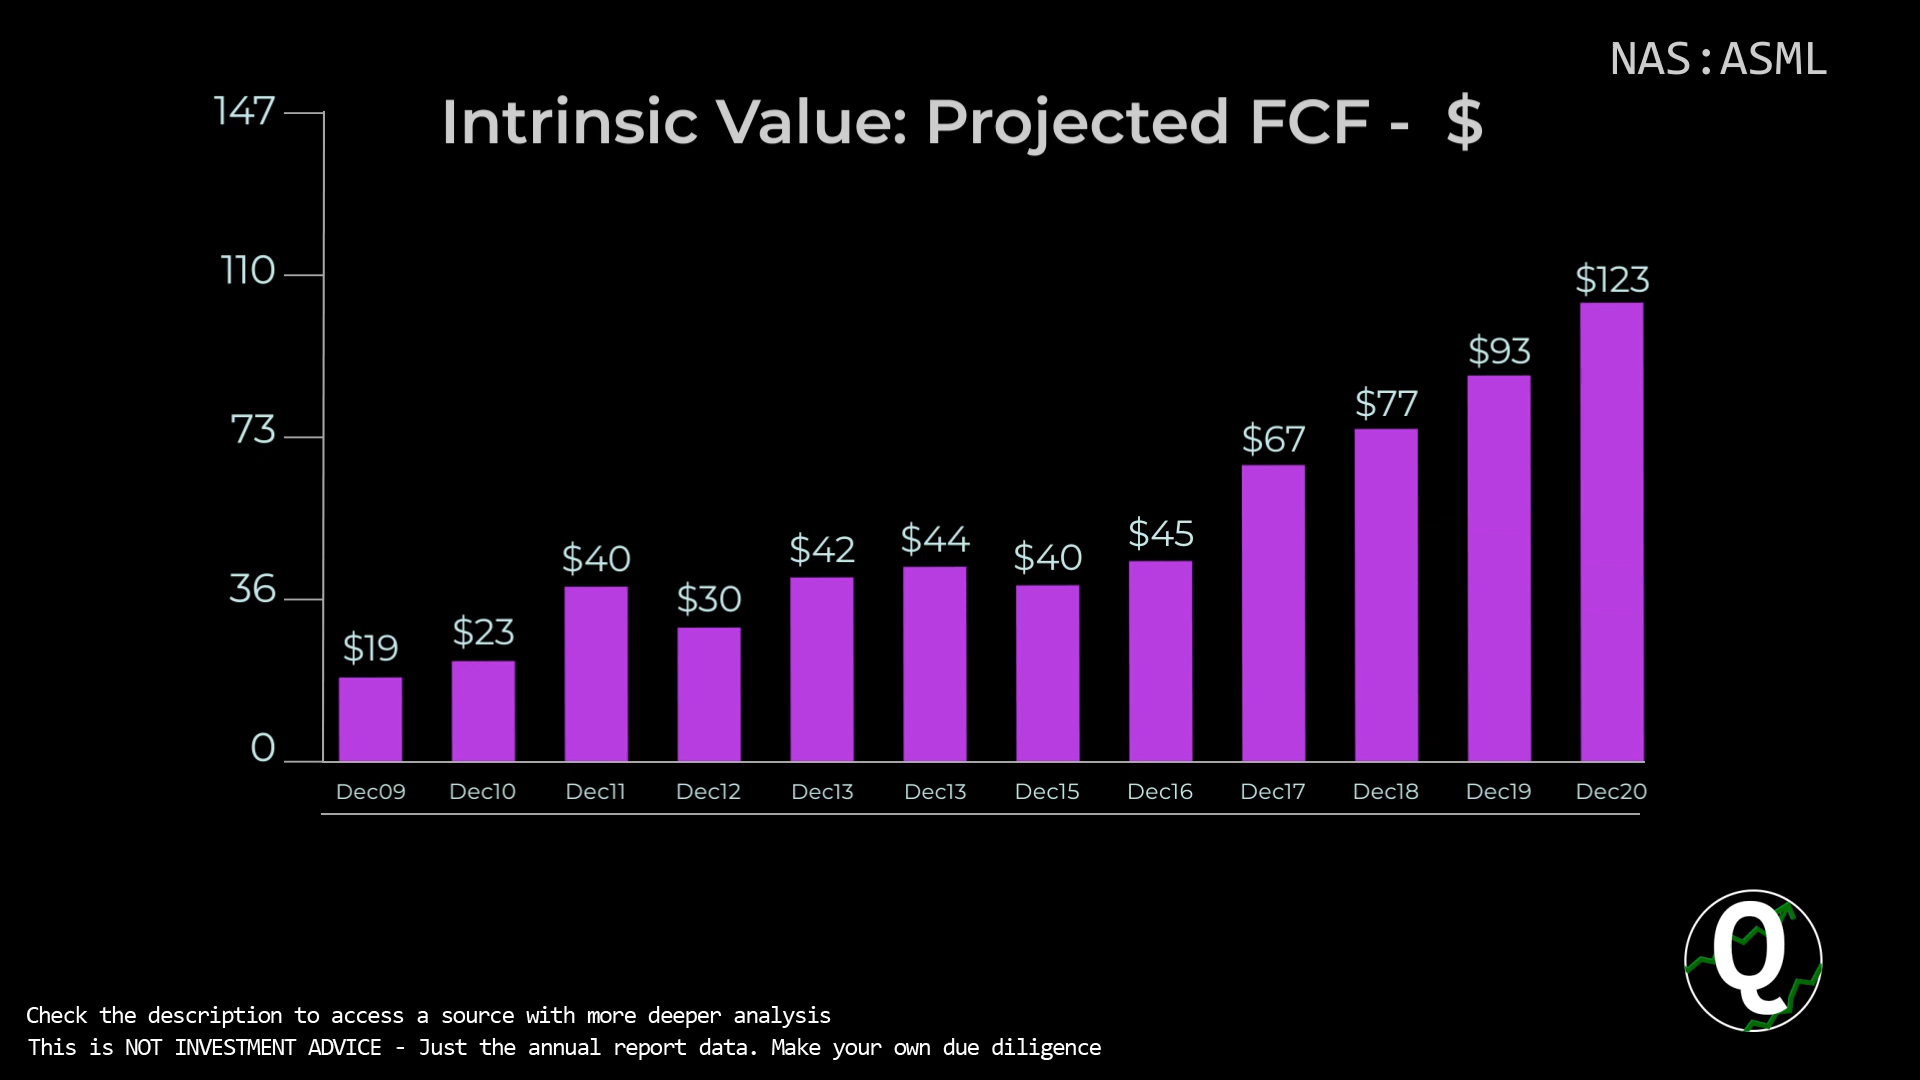 NAS:ASML
Intrinsic Value: Projected FCF - $
147
110
73
36
0
$19
$23
$40
$30
$42
$44
$40
$45
$67
$77
$93
$123
Dec09 Dec10 Dec11 Dec12 Dec13 Dec13 Dec15 Dec16 Dec17 Dec18 Dec19 Dec20
Q
Check the description to access a source with more deeper analysis
This is NOT INVESTMENT ADVICE - Just the annual report data. Make your own due diligence